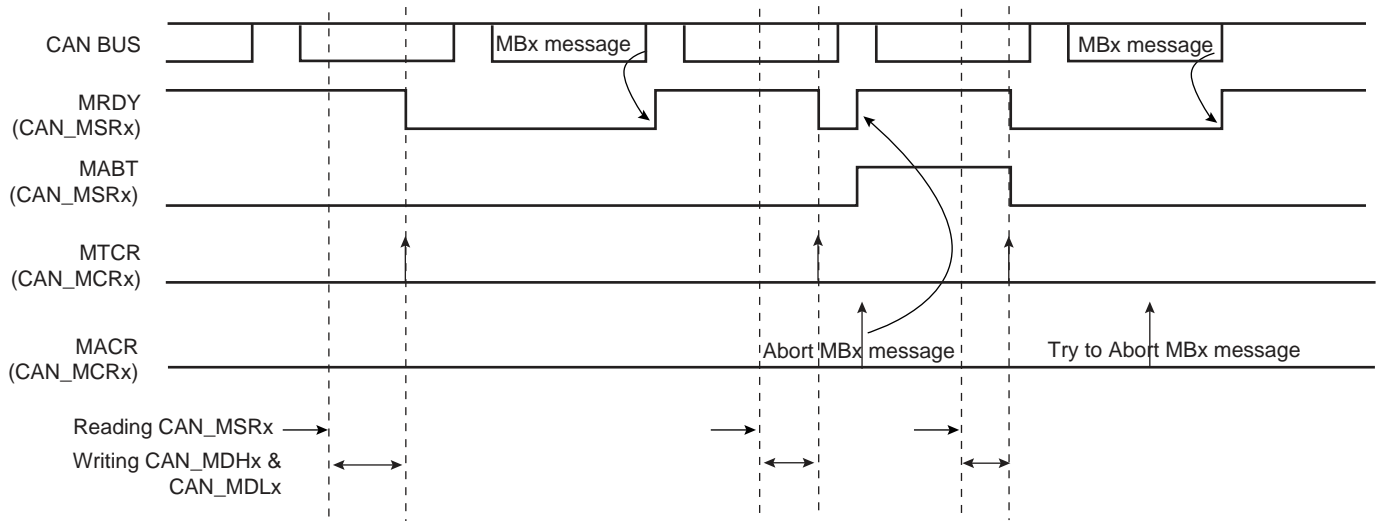 CAN BUS
MBx message
MBx message
MRDY
(CAN_MSRx)
MABT
(CAN_MSRx)
MTCR
(CAN_MCRx)
MACR
(CAN_MCRx)
Abort MBx message
Try to Abort MBx message
Reading CAN_MSRx
Writing CAN_MDHx &
CAN_MDLx